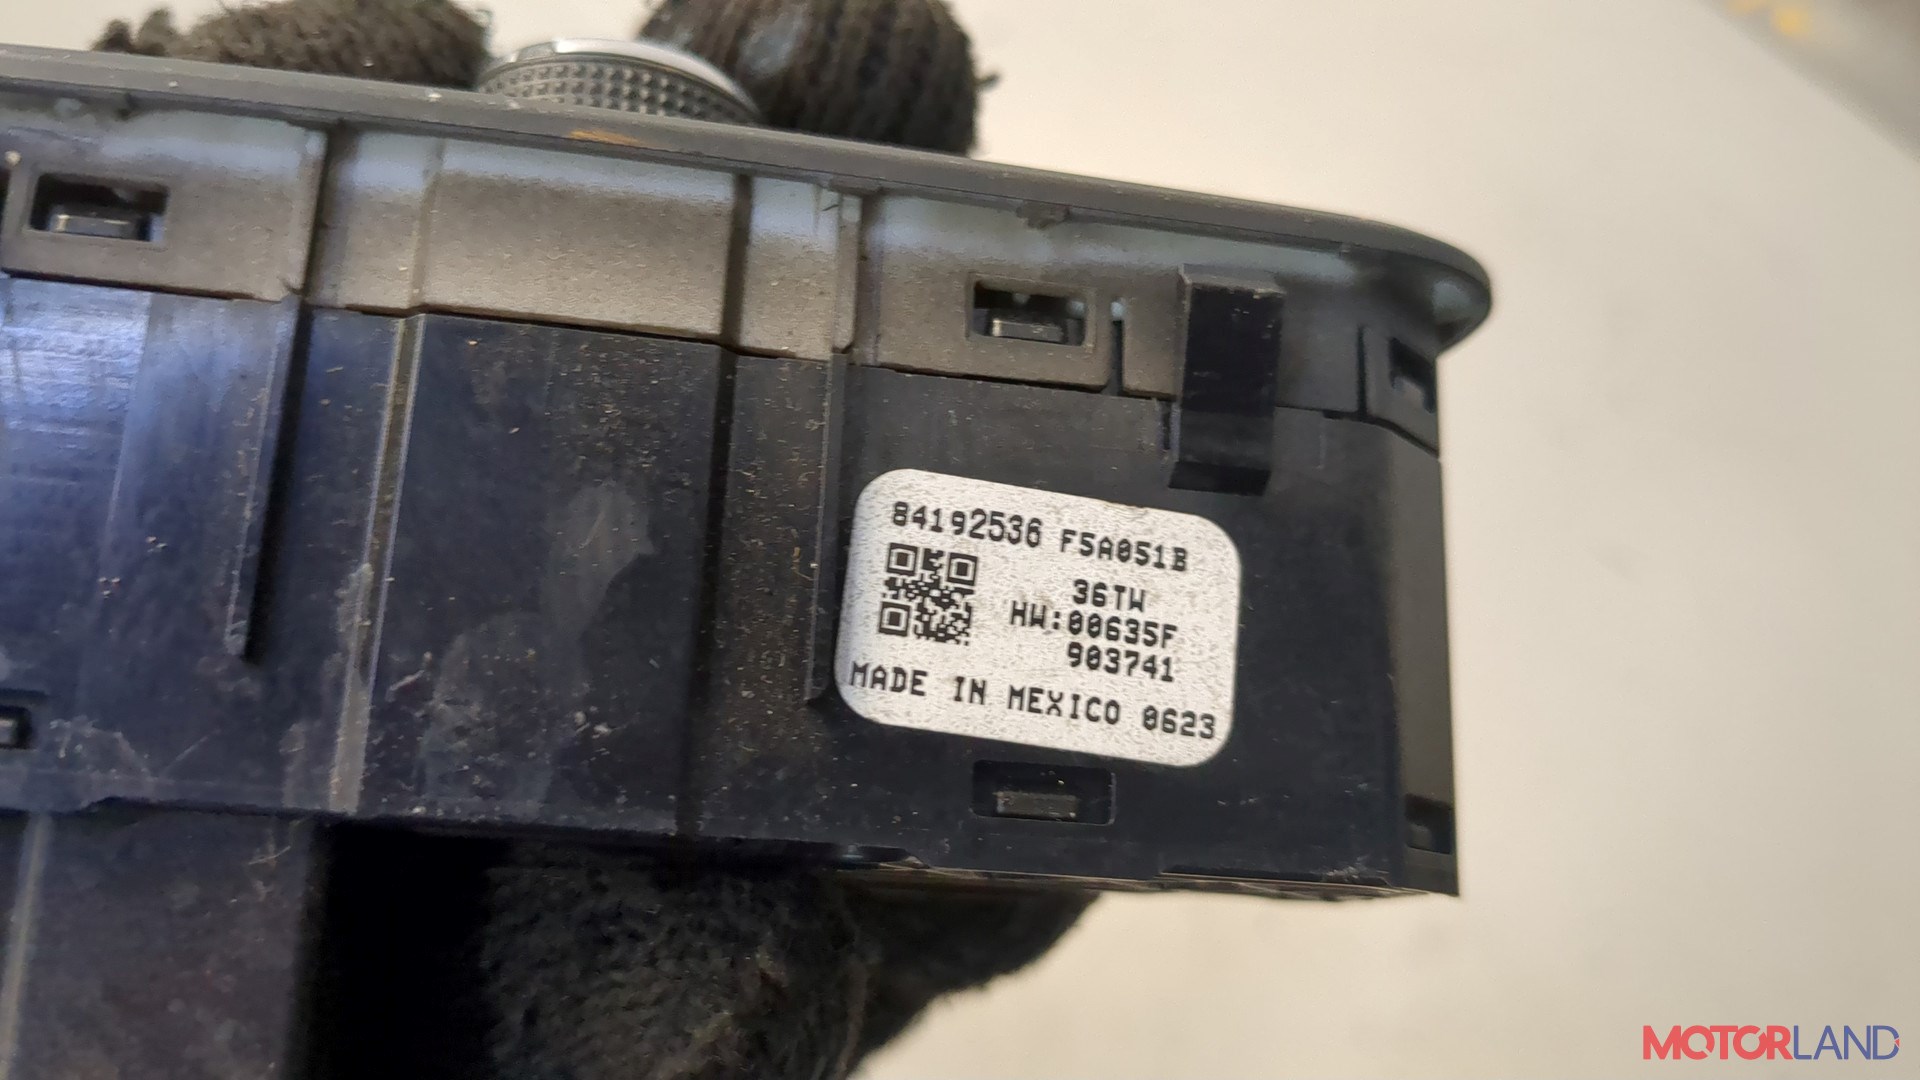 84192536 F5A051B
36TW
HW:00635F
903741
MADE IN MEXICO 0623
MOTORLAND